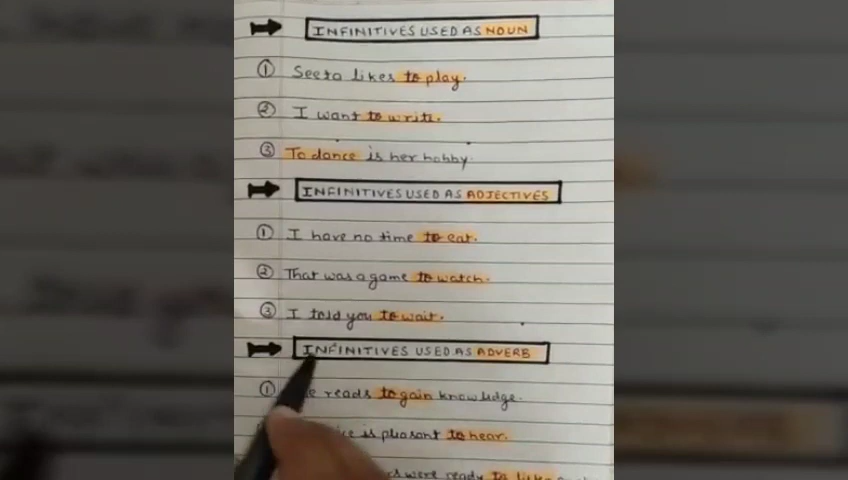 INFINITIVES USED AS NOUN
① Seeta likes to play.
② I want to write.
③ To dance is her hobby.
INFINITIVES USED AS ADJECTIVES
① I have no time to eat.
② That was a game to watch.
③ I told you to wait.
INFINITIVES USED AS ADVERB
① reads to gain knowledge.
is pleasant to hear.
were ready to